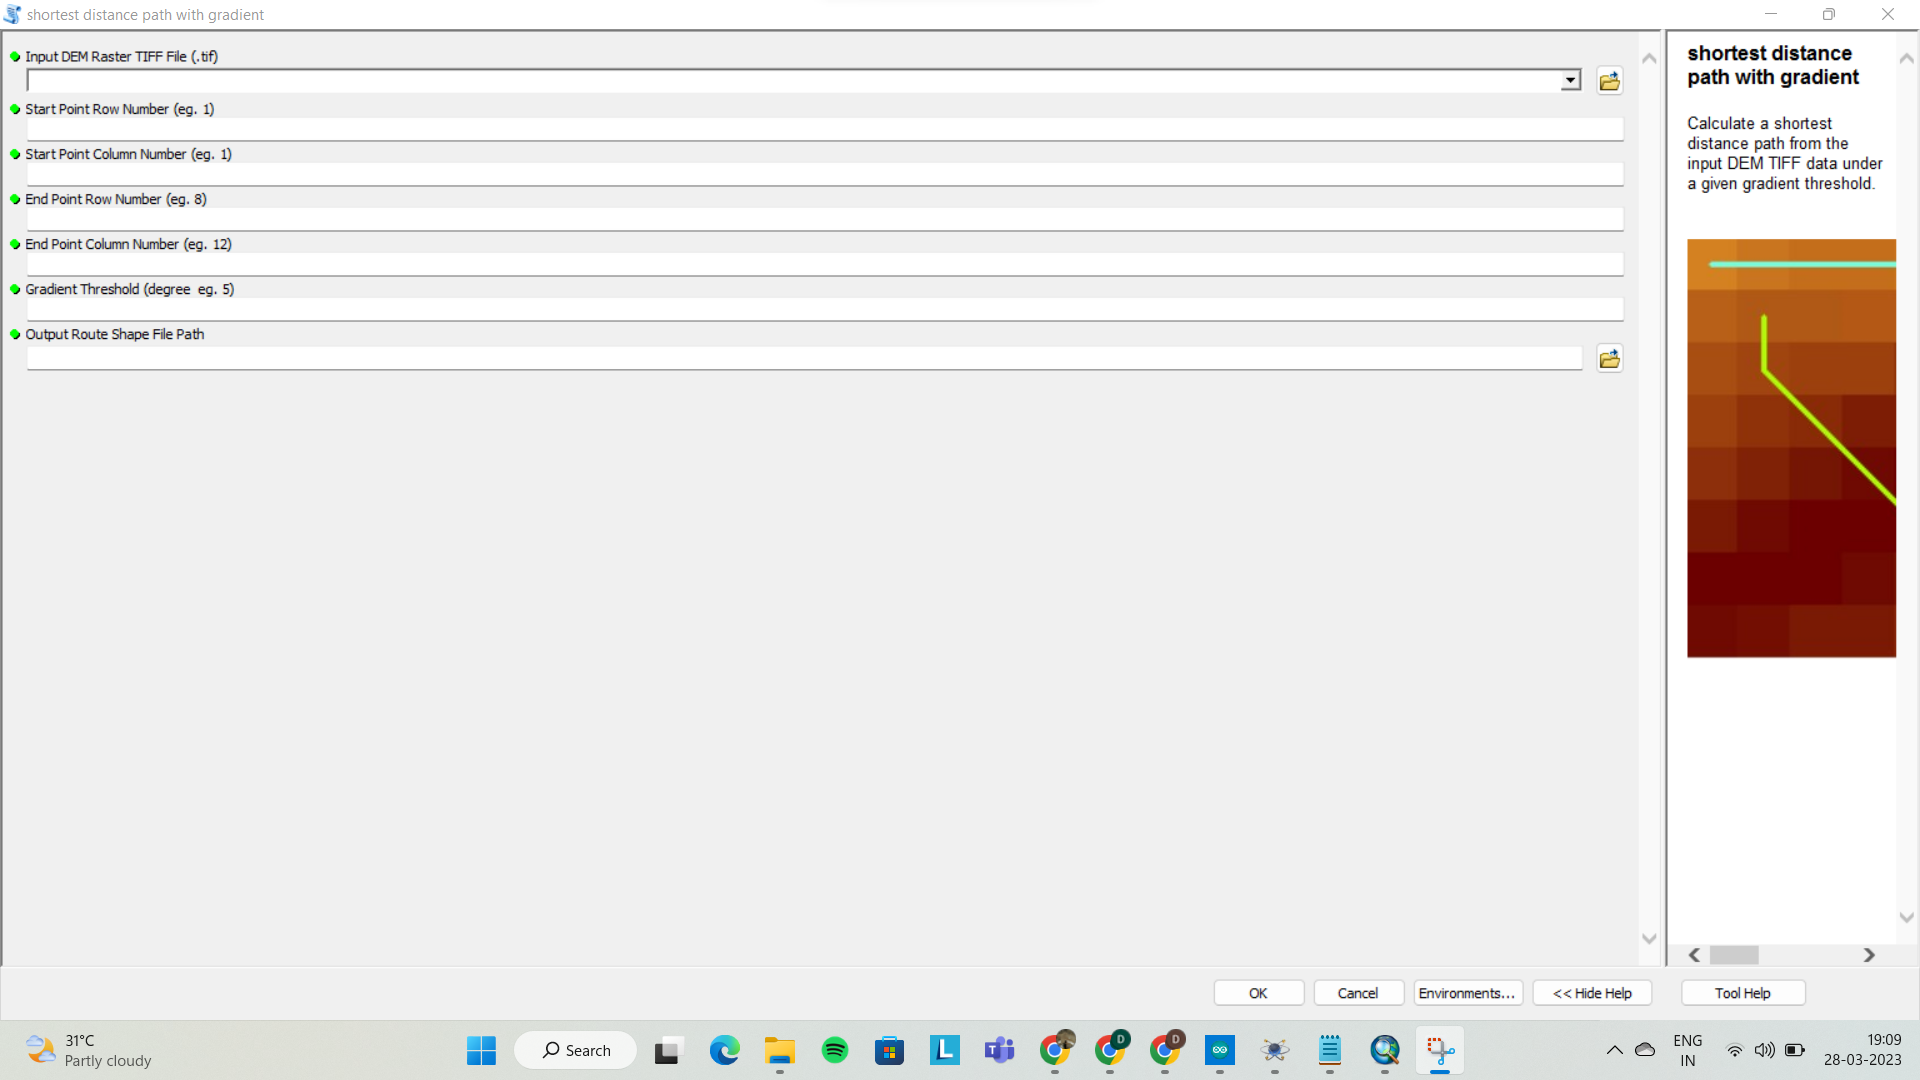 shortest distance path with gradient
Input DEM Raster TIFF File (.tif)
Start Point Row Number (eg. 1)
Start Point Column Number (eg. 1)
End Point Row Number (eg. 8)
End Point Column Number (eg. 12)
Gradient Threshold (degree  eg. 5)
Output Route Shape File Path
shortest distance
path with gradient
Calculate a shortest
distance path from the
input DEM TIFF data under
a given gradient threshold.
OK
Cancel
Environments...
<< Hide Help
Tool Help
31°C
Partly cloudy
Search
L
T
D
D
ENG
IN
19:09
28-03-2023